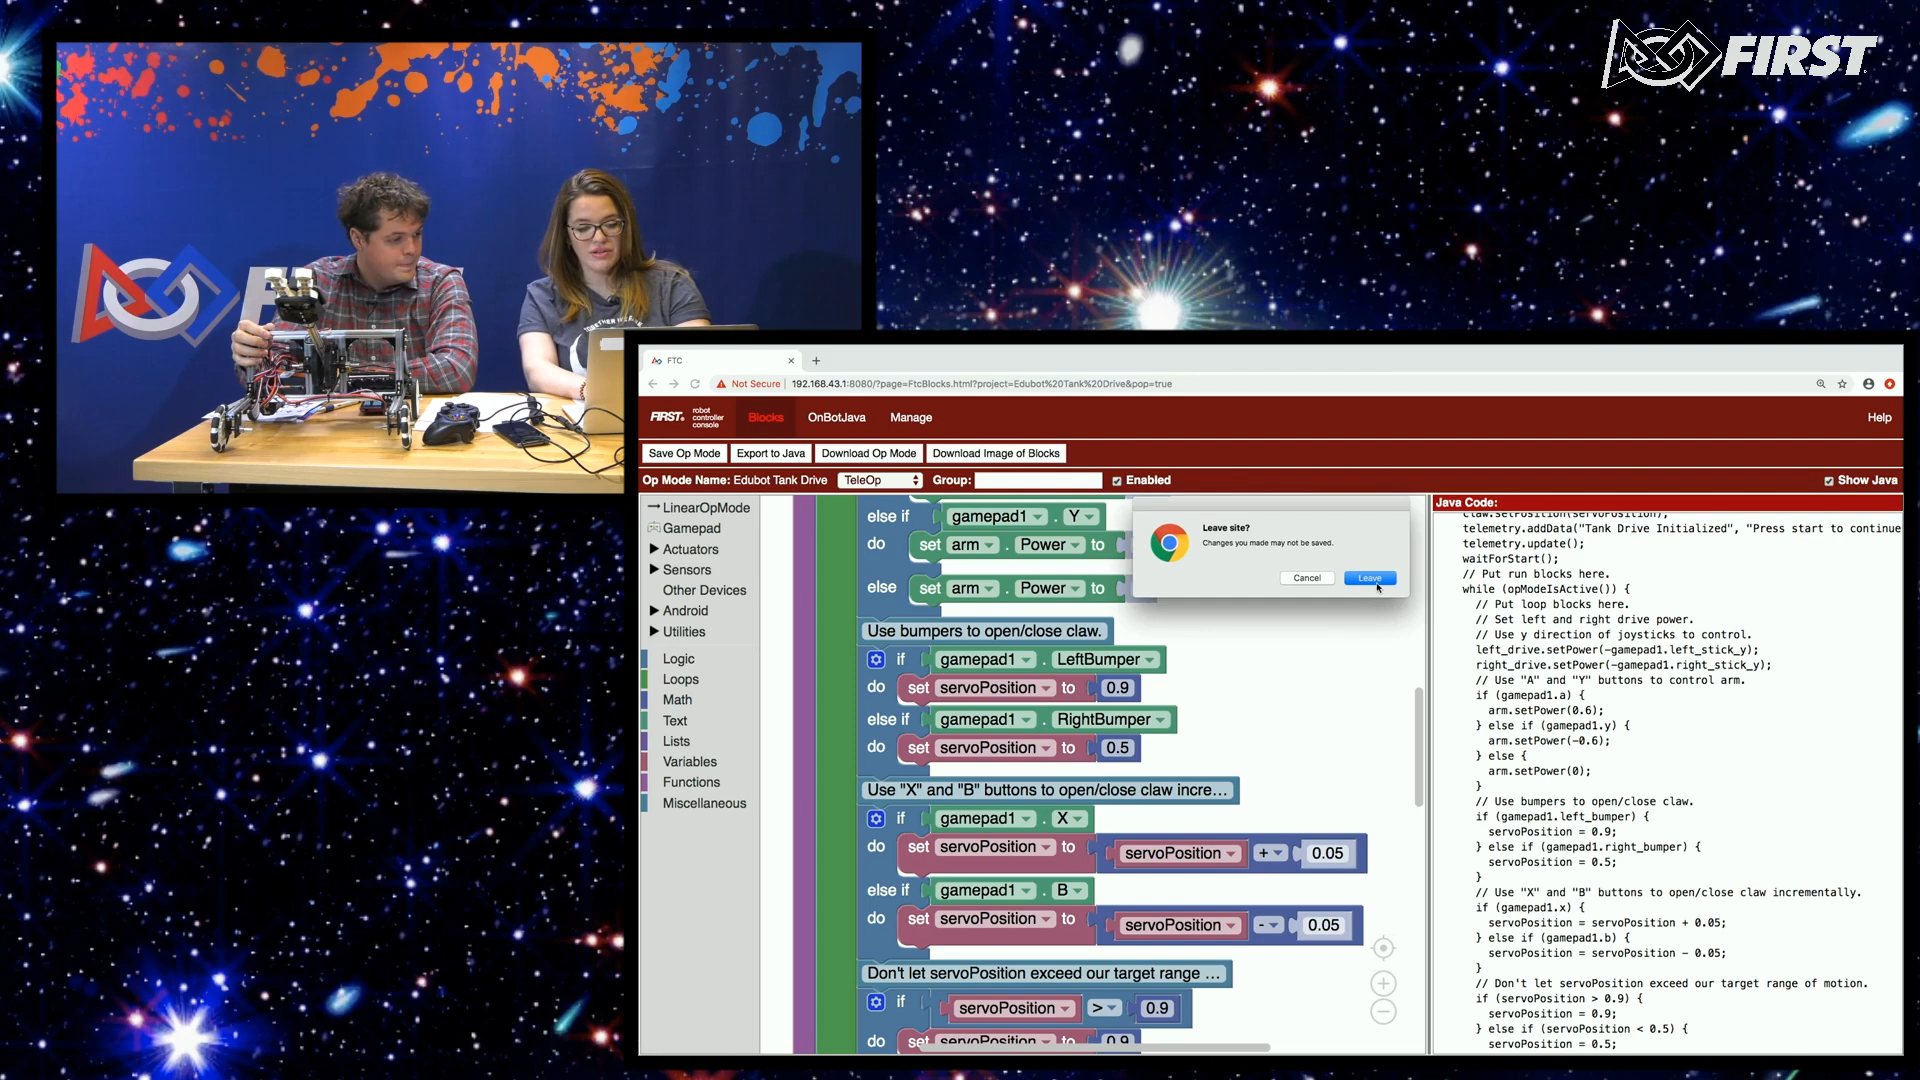 FIRST
TOGETHER
FTC
Not Secure | 192.168.43.1:8080/?page=FtcBlocks.html?project=Edubot%20Tank%20Drive&pop=true
FIRST. robot controller console Blocks OnBotJava Manage Help
Save Op Mode Export to Java Download Op Mode Download Image of Blocks
Op Mode Name: Edubot Tank Drive TeleOp Group: Enabled Show Java
LinearOpMode
Gamepad
Actuators
Sensors
Other Devices
Android
Utilities
Logic
Loops
Math
Text
Lists
Variables
Functions
Miscellaneous
else if gamepad1 . Y
do set arm . Power to
else set arm . Power to
Use bumpers to open/close claw.
if gamepad1 . LeftBumper
do set servoPosition to 0.9
else if gamepad1 . RightBumper
do set servoPosition to 0.5
Use "X" and "B" buttons to open/close claw incre...
if gamepad1 . X
do set servoPosition to servoPosition + 0.05
else if gamepad1 . B
do set servoPosition to servoPosition - 0.05
Don't let servoPosition exceed our target range ...
if servoPosition > 0.9
do set servoPosition to 0.9
Leave site?
Changes you made may not be saved.
Cancel Leave
Java Code:
claw.setPosition(servoPosition);
telemetry.addData("Tank Drive Initialized", "Press start to continue
telemetry.update();
waitForStart();
// Put run blocks here.
while (opModeIsActive()) {
// Put loop blocks here.
// Set left and right drive power.
// Use y direction of joysticks to control.
left_drive.setPower(-gamepad1.left_stick_y);
right_drive.setPower(-gamepad1.right_stick_y);
// Use "A" and "Y" buttons to control arm.
if (gamepad1.a) {
arm.setPower(0.6);
} else if (gamepad1.y) {
arm.setPower(-0.6);
} else {
arm.setPower(0);
}
// Use bumpers to open/close claw.
if (gamepad1.left_bumper) {
servoPosition = 0.9;
} else if (gamepad1.right_bumper) {
servoPosition = 0.5;
}
// Use "X" and "B" buttons to open/close claw incrementally.
if (gamepad1.x) {
servoPosition = servoPosition + 0.05;
} else if (gamepad1.b) {
servoPosition = servoPosition - 0.05;
}
// Don't let servoPosition exceed our target range of motion.
if (servoPosition > 0.9) {
servoPosition = 0.9;
} else if (servoPosition < 0.5) {
servoPosition = 0.5;